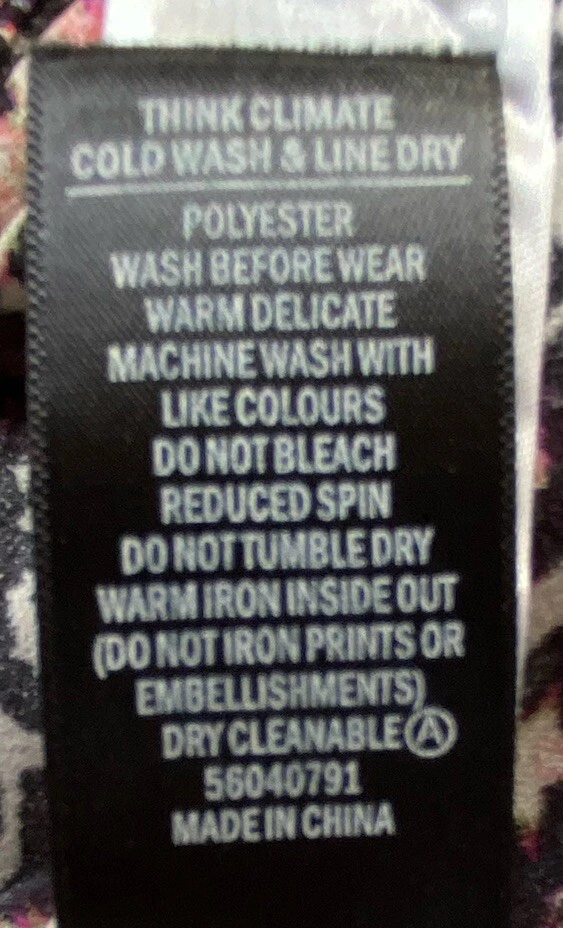 THINK CLIMATE
COLD WASH & LINE DRY
POLYESTER
WASH BEFORE WEAR
WARM DELICATE
MACHINE WASH WITH
LIKE COLOURS
DO NOT BLEACH
REDUCED SPIN
DO NOT TUMBLE DRY
WARM IRON INSIDE OUT
(DO NOT IRON PRINTS OR
EMBELLISHMENTS)
DRY CLEANABLE Ⓐ
56040791
MADE IN CHINA